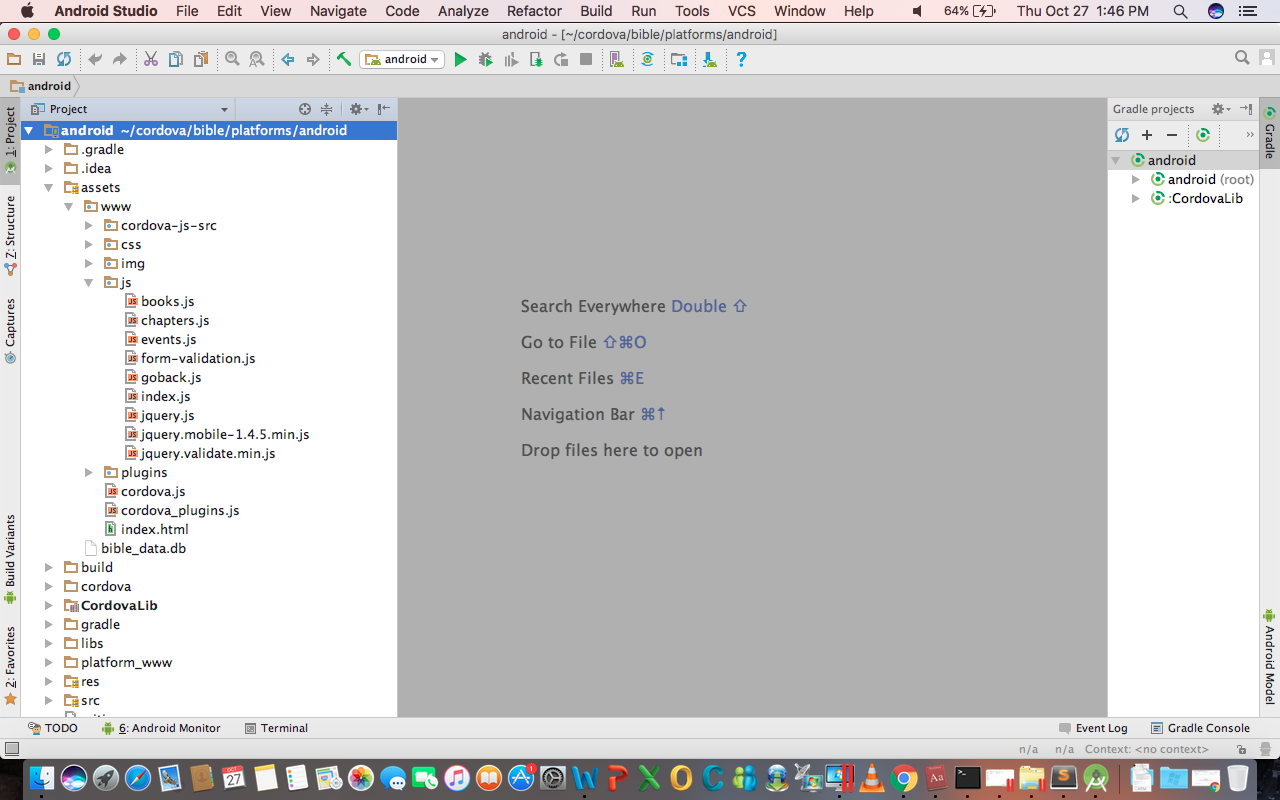 Android Studio File Edit View Navigate Code Analyze Refactor Build Run Tools VCS Window Help 64% Thu Oct 27 1:46 PM
android - [~/cordova/bible/platforms/android]
android
android
Project
Gradle projects
android ~/cordova/bible/platforms/android
.gradle
.idea
assets
www
cordova-js-src
css
img
js
books.js
chapters.js
events.js
form-validation.js
goback.js
index.js
jquery.js
jquery.mobile-1.4.5.min.js
jquery.validate.min.js
plugins
cordova.js
cordova_plugins.js
index.html
bible_data.db
build
cordova
CordovaLib
gradle
libs
platform_www
res
src
1: Project
Z: Structure
Captures
Build Variants
2: Favorites
Search Everywhere Double ⇧
Go to File ⇧⌘O
Recent Files ⌘E
Navigation Bar ⌘↑
Drop files here to open
android
android (root)
:CordovaLib
Gradle
Android Model
TODO 6: Android Monitor Terminal Event Log Gradle Console
n/a n/a Context: <no context>
OCT
27
1
Aa